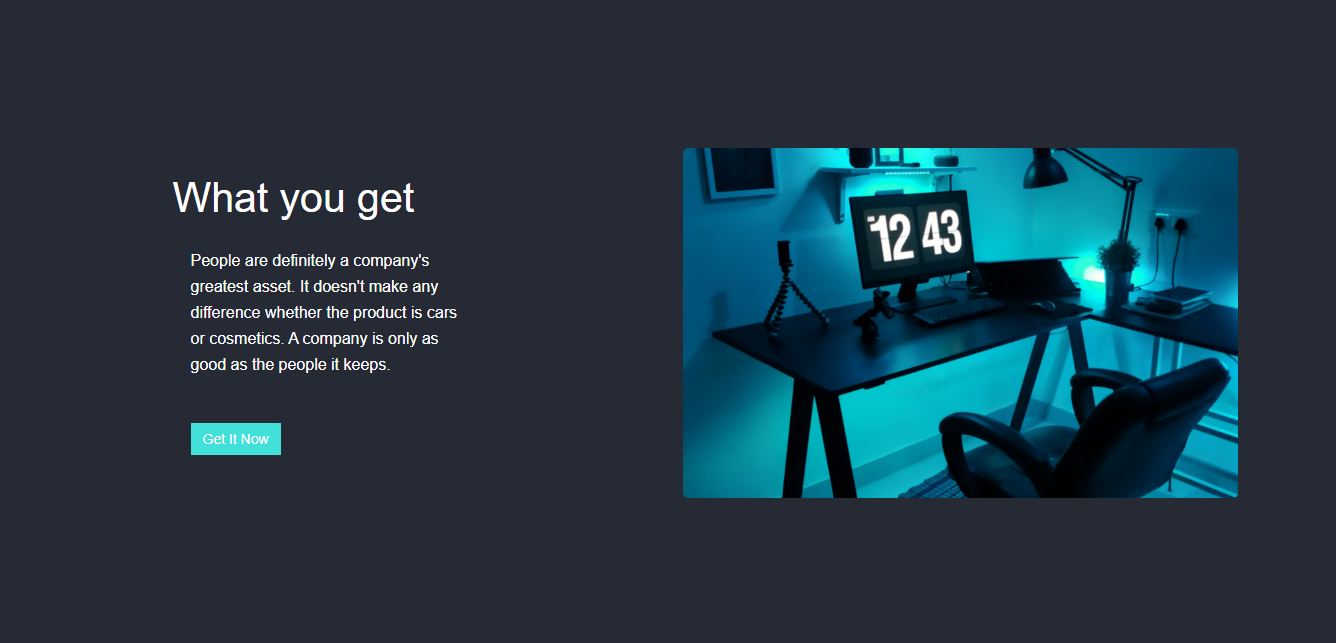 What you get
People are definitely a company's
greatest asset. It doesn't make any
difference whether the product is cars
or cosmetics. A company is only as
good as the people it keeps.
Get It Now
12 43